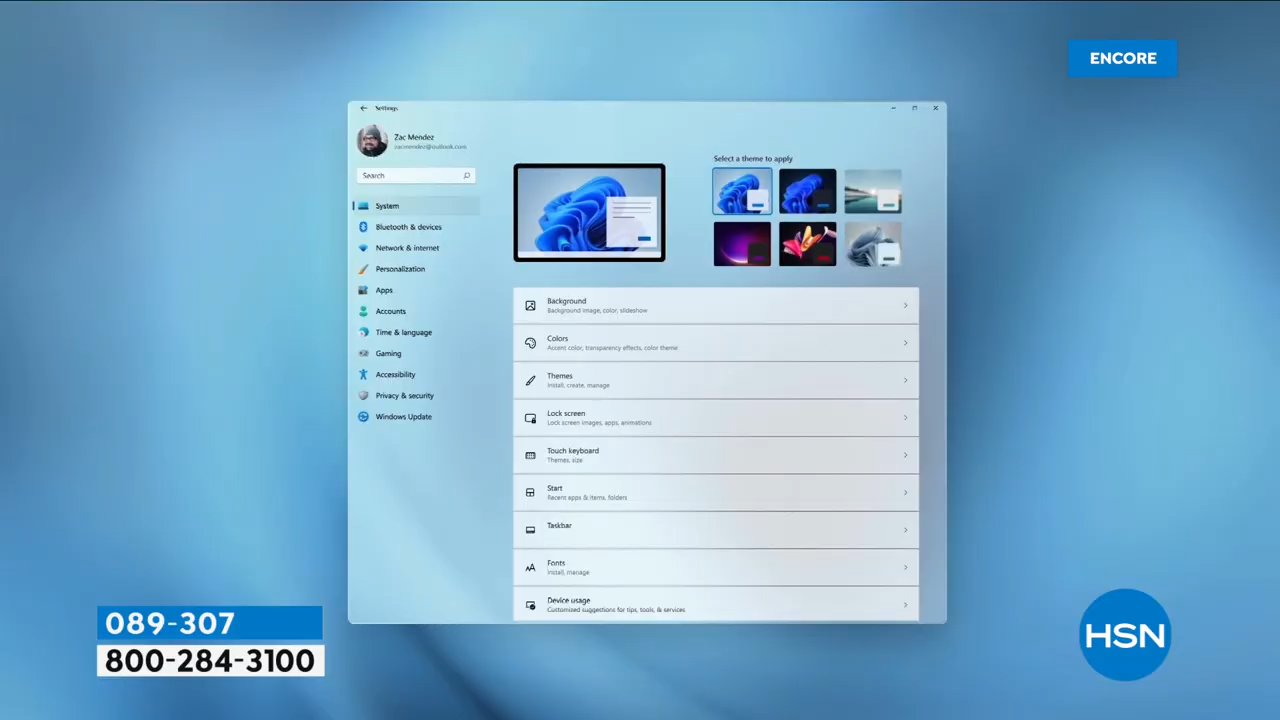 ENCORE
Settings
Zac Mendez
zacmendez@outlook.com
Search
System
Bluetooth & devices
Network & internet
Personalization
Apps
Accounts
Time & language
Gaming
Accessibility
Privacy & security
Windows Update
Select a theme to apply
Background
Background image, color, slideshow
Colors
Accent color, transparency effects, color theme
Themes
Install, create, manage
Lock screen
Lock screen images, apps, animations
Touch keyboard
Themes, size
Start
Recent apps & items, folders
Taskbar
Fonts
Install, manage
Device usage
Customized suggestions for tips, tools, & services
089-307
800-284-3100
HSN